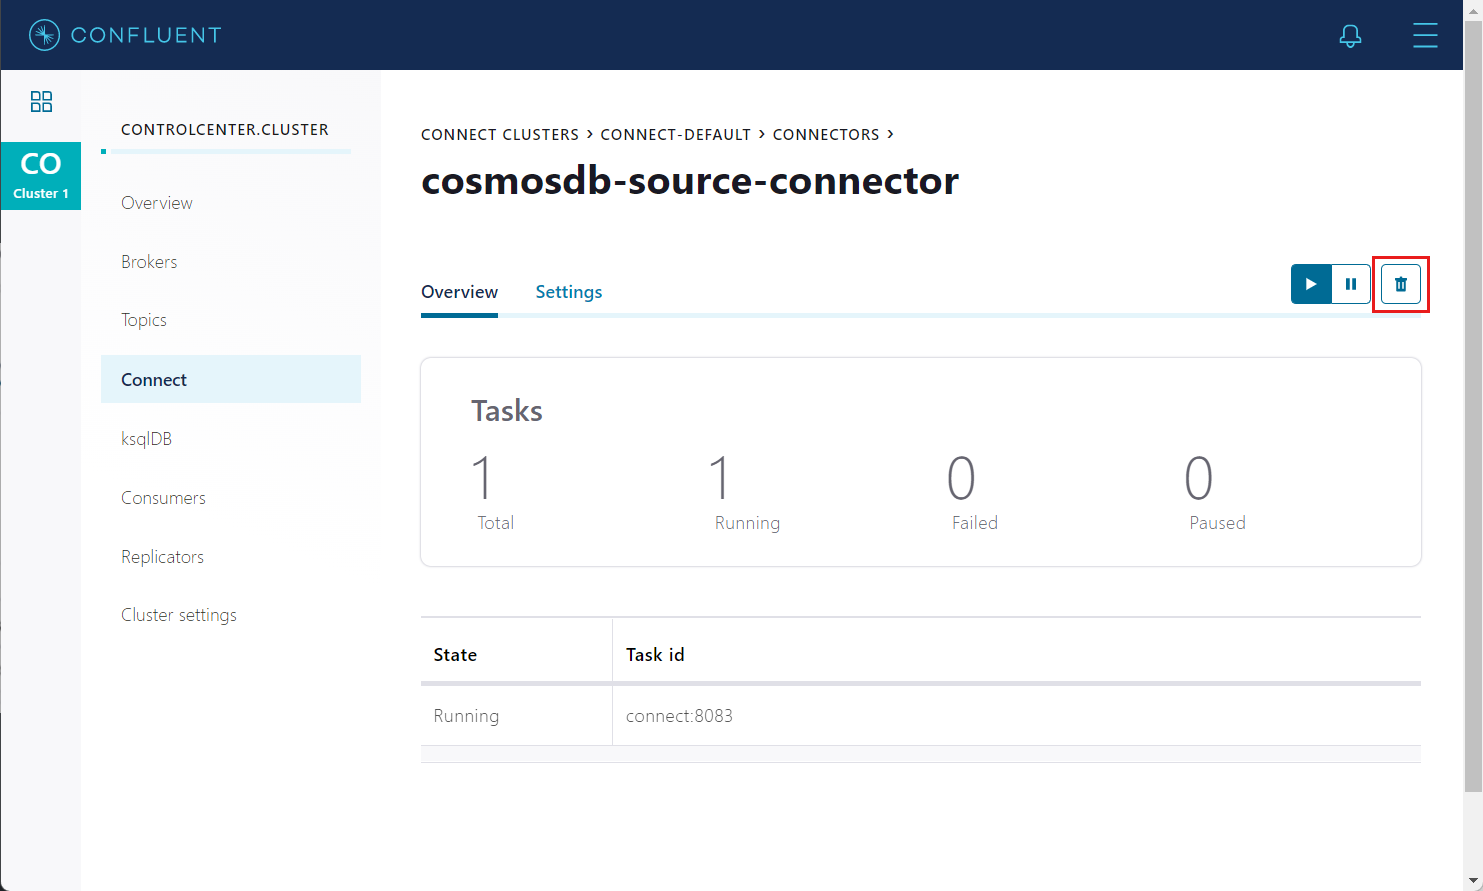 CONFLUENT
CO
Cluster 1
CONTROLCENTER.CLUSTER
Overview
Brokers
Topics
Connect
ksqlDB
Consumers
Replicators
Cluster settings
CONNECT CLUSTERS > CONNECT-DEFAULT > CONNECTORS >
cosmosdb-source-connector
Overview Settings
Tasks
1 1 0 0
Total Running Failed Paused
State Task id
Running connect:8083